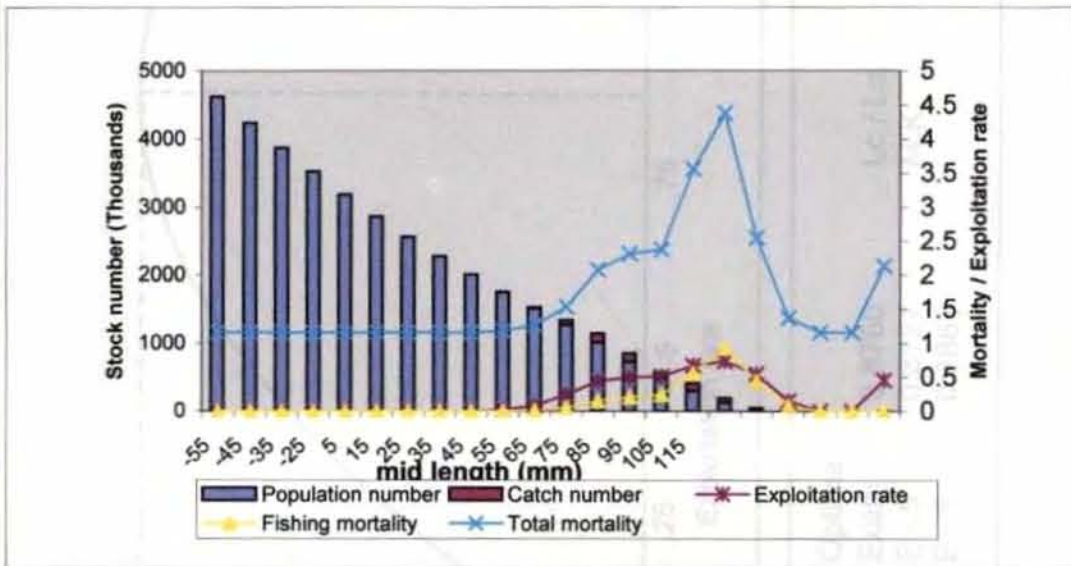 5000
4000
3000
2000
1000
0
Stock number (Thousands)
5
4.5
4
3.5
3
2.5
2
1.5
1
0.5
0
Mortality / Exploitation rate
-55 -45 -35 -25 5 15 25 35 45 55 65 75 85 95 105 115
mid length (mm)
Population number Catch number Exploitation rate
Fishing mortality Total mortality